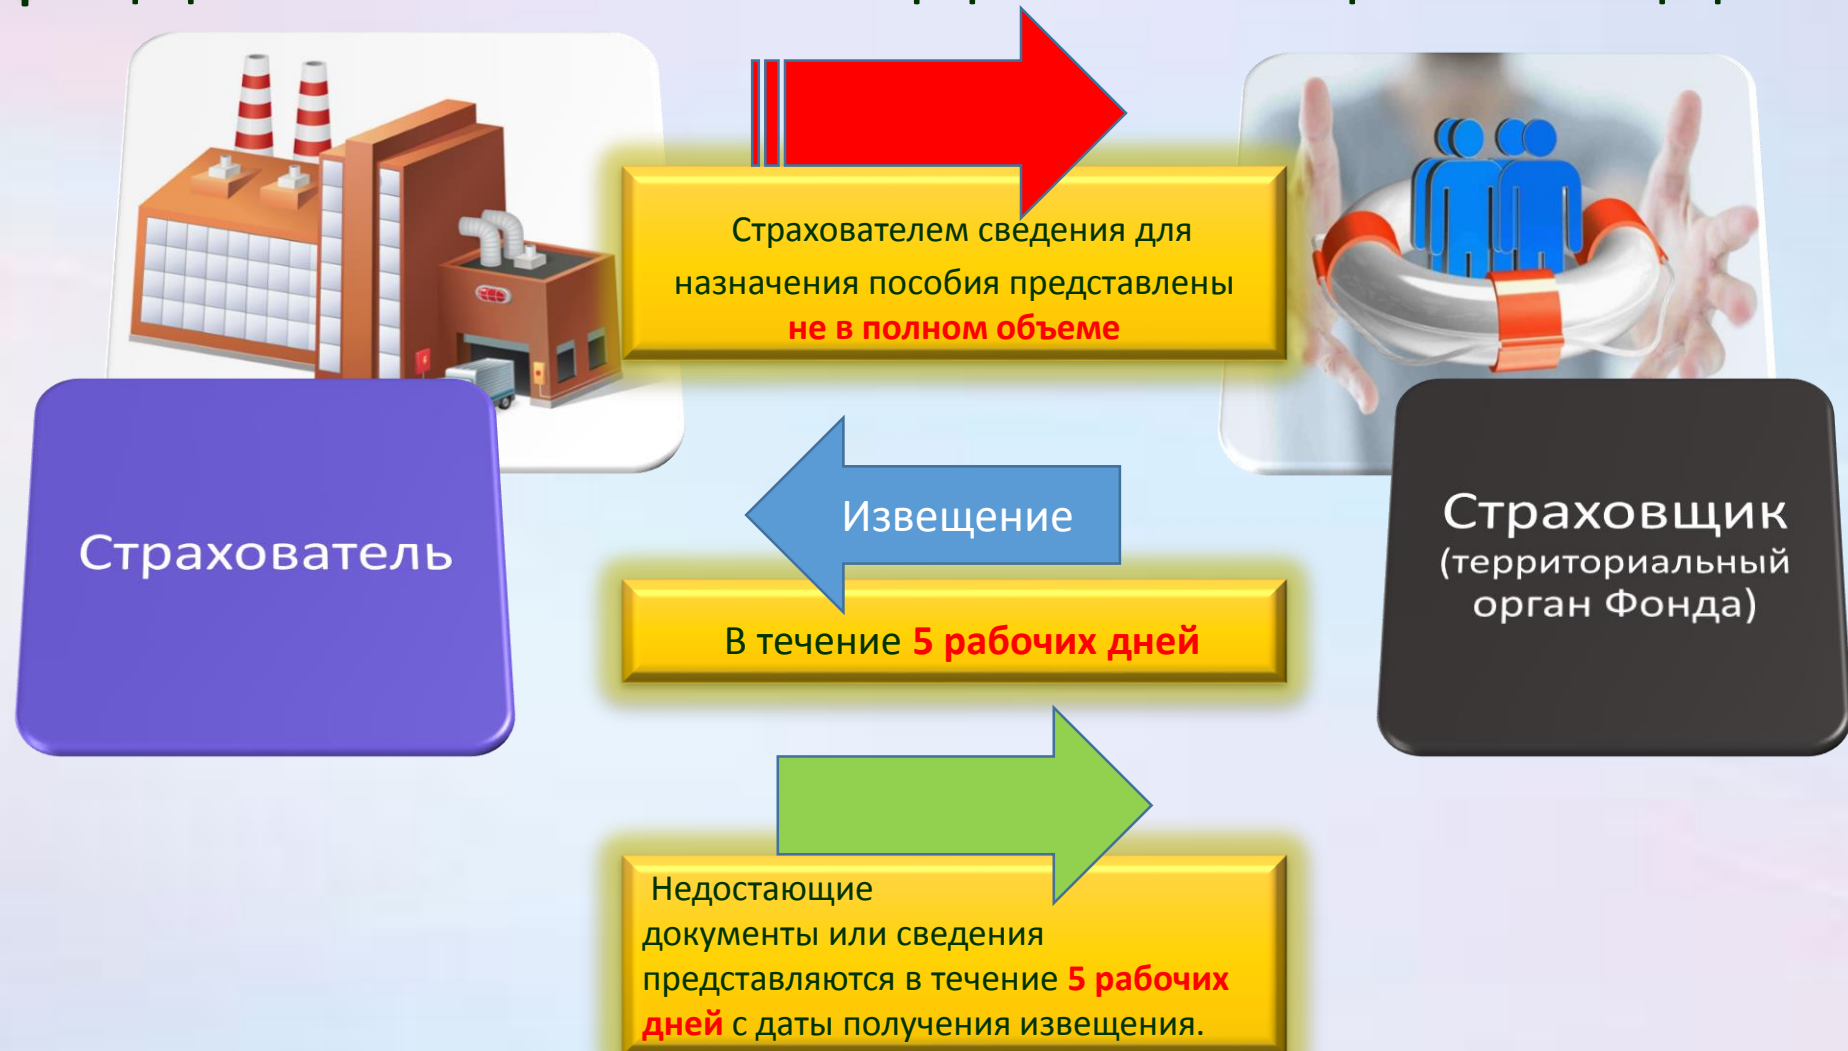 Страхователем сведения для
назначения пособия представлены
не в полном объеме
Страхователь
Извещение
Страховщик
(территориальный
орган Фонда)
В течение 5 рабочих дней
Недостающие
документы или сведения
представляются в течение 5 рабочих
дней с даты получения извещения.